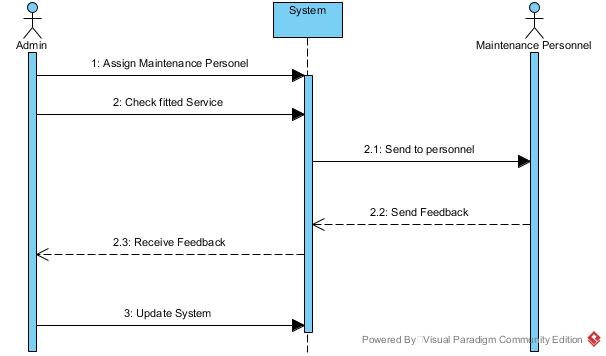 System
Admin
Maintenance Personnel
1: Assign Maintenance Personel
2: Check fitted Service
2.1: Send to personnel
2.2: Send Feedback
2.3: Receive Feedback
3: Update System
Powered By Visual Paradigm Community Edition